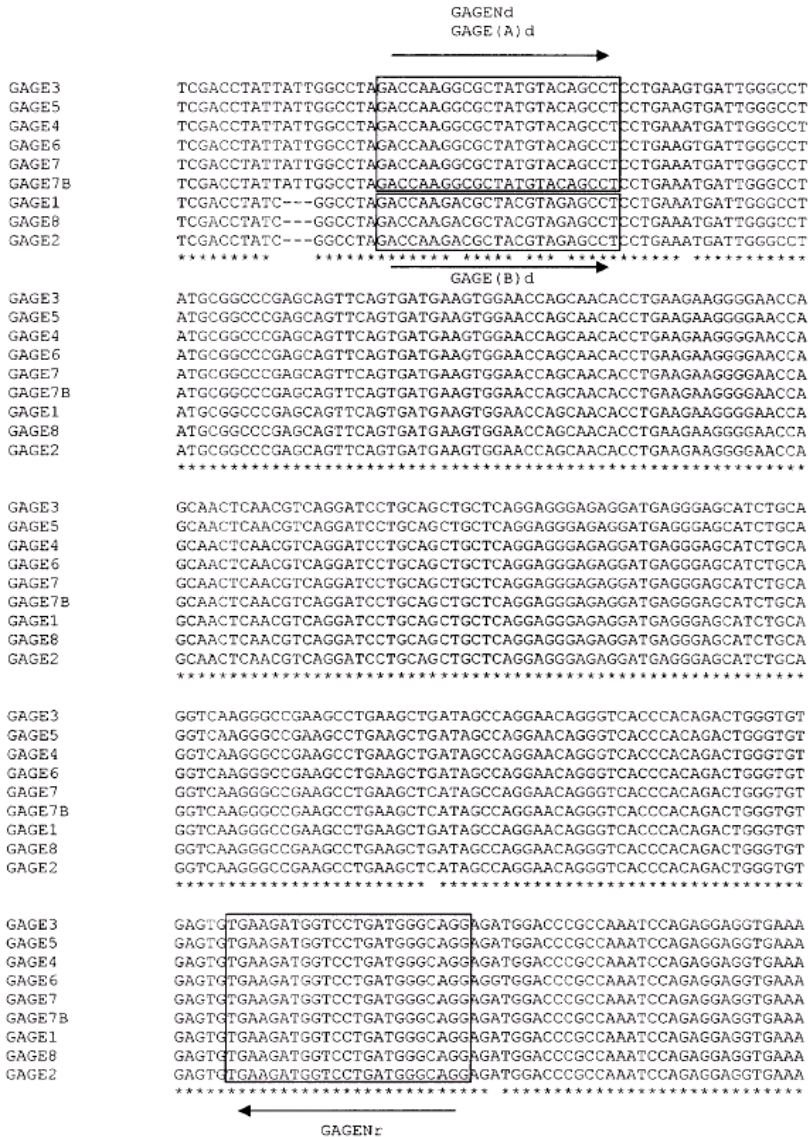 GAGENd
GAGE(A)d
GAGE3 TCGACCTATTATTGGCCTAGACCAAGGCGCTATGTACAGCCTCCTGAAGTGATTGGGCCT
GAGE5 TCGACCTATTATTGGCCTAGACCAAGGCGCTATGTACAGCCTCCTGAAGTGATTGGGCCT
GAGE4 TCGACCTATTATTGGCCTAGACCAAGGCGCTATGTACAGCCTCCTGAAATGATTGGGCCT
GAGE6 TCGACCTATTATTGGCCTAGACCAAGGCGCTATGTACAGCCTCCTGAAGTGATTGGGCCT
GAGE7 TCGACCTATTATTGGCCTAGACCAAGGCGCTATGTACAGCCTCCTGAAATGATTGGGCCT
GAGE7B TCGACCTATTATTGGCCTAGACCAAGGCGCTATGTACAGCCTCCTGAAATGATTGGGCCT
GAGE1 TCGACCTATC---GGCCTAGACCAAGACGCTACGTAGAGCCTCCTGAAATGATTGGGCCT
GAGE8 TCGACCTATC---GGCCTAGACCAAGACGCTACGTAGAGCCTCCTGAAATGATTGGGCCT
GAGE2 TCGACCTATC---GGCCTAGACCAAGACGCTACGTAGAGCCTCCTGAAATGATTGGGCCT
********* ************* ***** *** *********** ***********
GAGE(B)d
GAGE3 ATGCGGCCCGAGCAGTTCAGTGATGAAGTGGAACCAGCAACACCTGAAGAAGGGGAACCA
GAGE5 ATGCGGCCCGAGCAGTTCAGTGATGAAGTGGAACCAGCAACACCTGAAGAAGGGGAACCA
GAGE4 ATGCGGCCCGAGCAGTTCAGTGATGAAGTGGAACCAGCAACACCTGAAGAAGGGGAACCA
GAGE6 ATGCGGCCCGAGCAGTTCAGTGATGAAGTGGAACCAGCAACACCTGAAGAAGGGGAACCA
GAGE7 ATGCGGCCCGAGCAGTTCAGTGATGAAGTGGAACCAGCAACACCTGAAGAAGGGGAACCA
GAGE7B ATGCGGCCCGAGCAGTTCAGTGATGAAGTGGAACCAGCAACACCTGAAGAAGGGGAACCA
GAGE1 ATGCGGCCCGAGCAGTTCAGTGATGAAGTGGAACCAGCAACACCTGAAGAAGGGGAACCA
GAGE8 ATGCGGCCCGAGCAGTTCAGTGATGAAGTGGAACCAGCAACACCTGAAGAAGGGGAACCA
GAGE2 ATGCGGCCCGAGCAGTTCAGTGATGAAGTGGAACCAGCAACACCTGAAGAAGGGGAACCA
************************************************************
GAGE3 GCAACTCAACGTCAGGATCCTGCAGCTGCTCAGGAGGGAGAGGATGAGGGAGCATCTGCA
GAGE5 GCAACTCAACGTCAGGATCCTGCAGCTGCTCAGGAGGGAGAGGATGAGGGAGCATCTGCA
GAGE4 GCAACTCAACGTCAGGATCCTGCAGCTGCTCAGGAGGGAGAGGATGAGGGAGCATCTGCA
GAGE6 GCAACTCAACGTCAGGATCCTGCAGCTGCTCAGGAGGGAGAGGATGAGGGAGCATCTGCA
GAGE7 GCAACTCAACGTCAGGATCCTGCAGCTGCTCAGGAGGGAGAGGATGAGGGAGCATCTGCA
GAGE7B GCAACTCAACGTCAGGATCCTGCAGCTGCTCAGGAGGGAGAGGATGAGGGAGCATCTGCA
GAGE1 GCAACTCAACGTCAGGATCCTGCAGCTGCTCAGGAGGGAGAGGATGAGGGAGCATCTGCA
GAGE8 GCAACTCAACGTCAGGATCCTGCAGCTGCTCAGGAGGGAGAGGATGAGGGAGCATCTGCA
GAGE2 GCAACTCAACGTCAGGATCCTGCAGCTGCTCAGGAGGGAGAGGATGAGGGAGCATCTGCA
************************************************************
GAGE3 GGTCAAGGGCCGAAGCCTGAAGCTGATAGCCAGGAACAGGGTCACCCACAGACTGGGTGT
GAGE5 GGTCAAGGGCCGAAGCCTGAAGCTGATAGCCAGGAACAGGGTCACCCACAGACTGGGTGT
GAGE4 GGTCAAGGGCCGAAGCCTGAAGCTGATAGCCAGGAACAGGGTCACCCACAGACTGGGTGT
GAGE6 GGTCAAGGGCCGAAGCCTGAAGCTGATAGCCAGGAACAGGGTCACCCACAGACTGGGTGT
GAGE7 GGTCAAGGGCCGAAGCCTGAAGCTGATAGCCAGGAACAGGGTCACCCACAGACTGGGTGT
GAGE7B GGTCAAGGGCCGAAGCCTGAAGCTCATAGCCAGGAACAGGGTCACCCACAGACTGGGTGT
GAGE1 GGTCAAGGGCCGAAGCCTGAAGCTGATAGCCAGGAACAGGGTCACCCACAGACTGGGTGT
GAGE8 GGTCAAGGGCCGAAGCCTGAAGCTGATAGCCAGGAACAGGGTCACCCACAGACTGGGTGT
GAGE2 GGTCAAGGGCCGAAGCCTGAAGCTCATAGCCAGGAACAGGGTCACCCACAGACTGGGTGT
************************ ***********************************
GAGE3 GAGTGTGAAGATGGTCCTGATGGGCAGGAGATGGACCCGCCAAATCCAGAGGAGGTGAAA
GAGE5 GAGTGTGAAGATGGTCCTGATGGGCAGGAGATGGACCCGCCAAATCCAGAGGAGGTGAAA
GAGE4 GAGTGTGAAGATGGTCCTGATGGGCAGGAGATGGACCCGCCAAATCCAGAGGAGGTGAAA
GAGE6 GAGTGTGAAGATGGTCCTGATGGGCAGGAGGTGGACCCGCCAAATCCAGAGGAGGTGAAA
GAGE7 GAGTGTGAAGATGGTCCTGATGGGCAGGAGATGGACCCGCCAAATCCAGAGGAGGTGAAA
GAGE7B GAGTGTGAAGATGGTCCTGATGGGCAGGAGATGGACCCGCCAAATCCAGAGGAGGTGAAA
GAGE1 GAGTGTGAAGATGGTCCTGATGGGCAGGAGATGGACCCGCCAAATCCAGAGGAGGTGAAA
GAGE8 GAGTGTGAAGATGGTCCTGATGGGCAGGAGATGGACCCGCCAAATCCAGAGGAGGTGAAA
GAGE2 GAGTGTGAAGATGGTCCTGATGGGCAGGAGATGGACCCGCCAAATCCAGAGGAGGTGAAA
****************************** *****************************
GAGENr